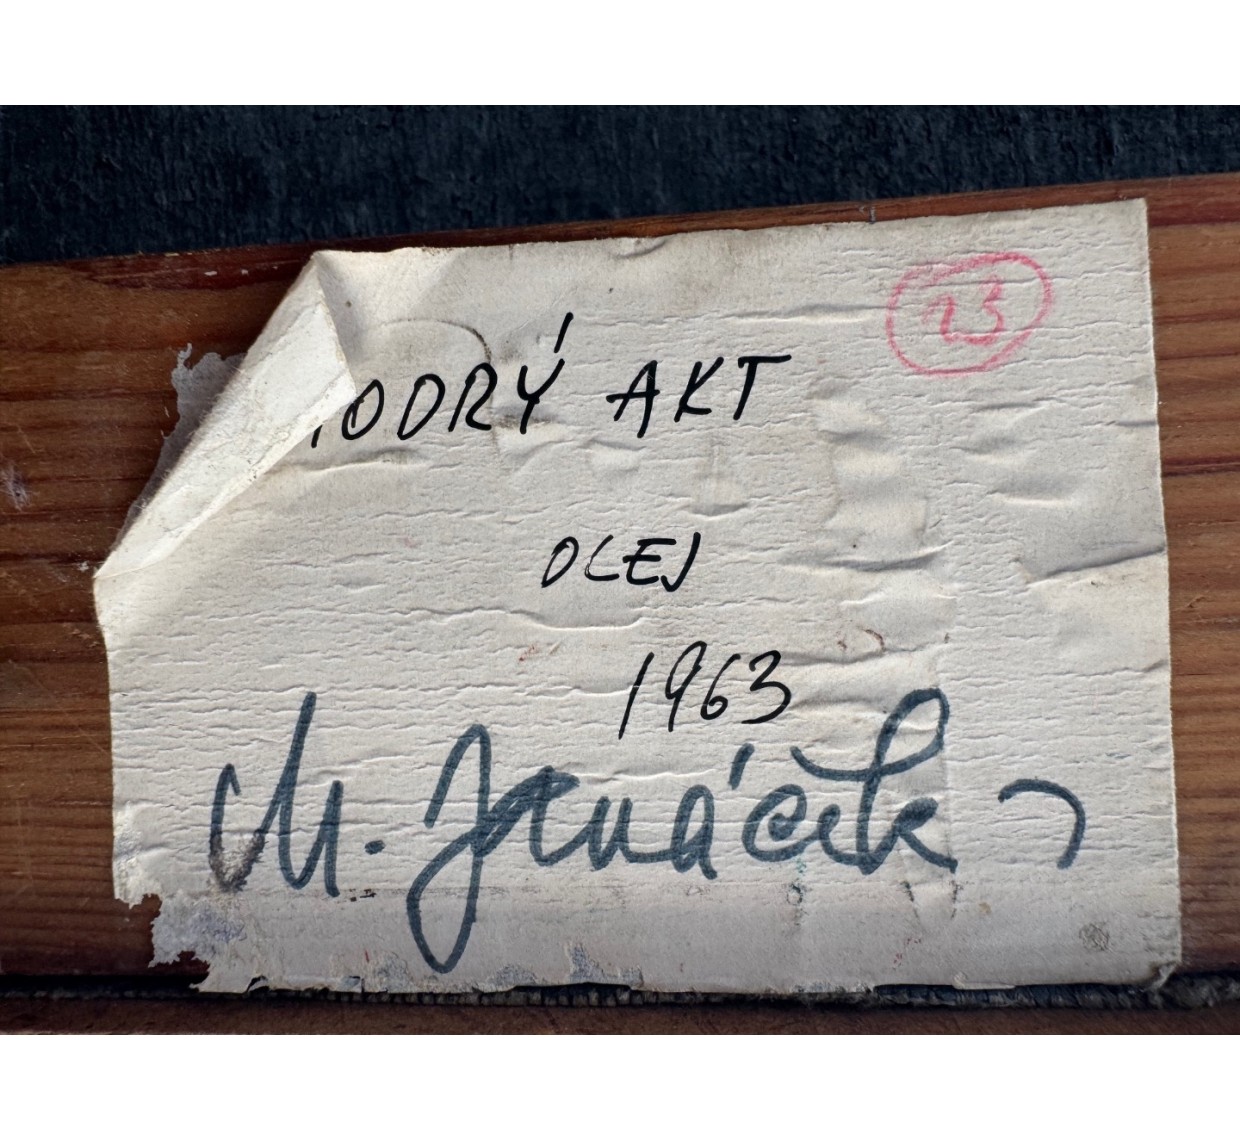 23
ODRÝ AKT
OLEJ
1963
M. Janáček